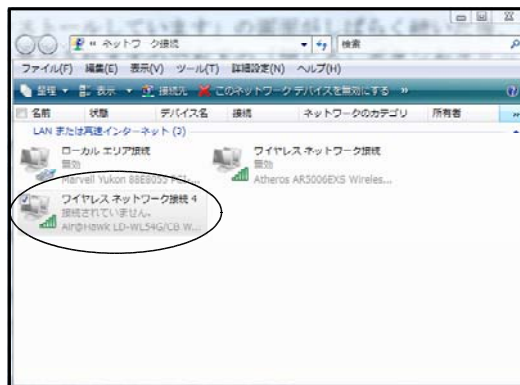 ネットワーク接続
検索
ファイル(F) 編集(E) 表示(V) ツール(T) 詳細設定(N) ヘルプ(H)
整理 表示 接続先 このネットワーク デバイスを無効にする »
名前 状態 デバイス名 接続 ネットワークのカテゴリ 所有者 »
LAN または高速インターネット (3)
ローカル エリア接続
無効
Marvell Yukon 88E8055 PCI-...
ワイヤレス ネットワーク接続
無効
Atheros AR5006EXS Wireles...
ワイヤレス ネットワーク接続 4
接続されていません。
Air@Hawk LD-WL54G/CB W...